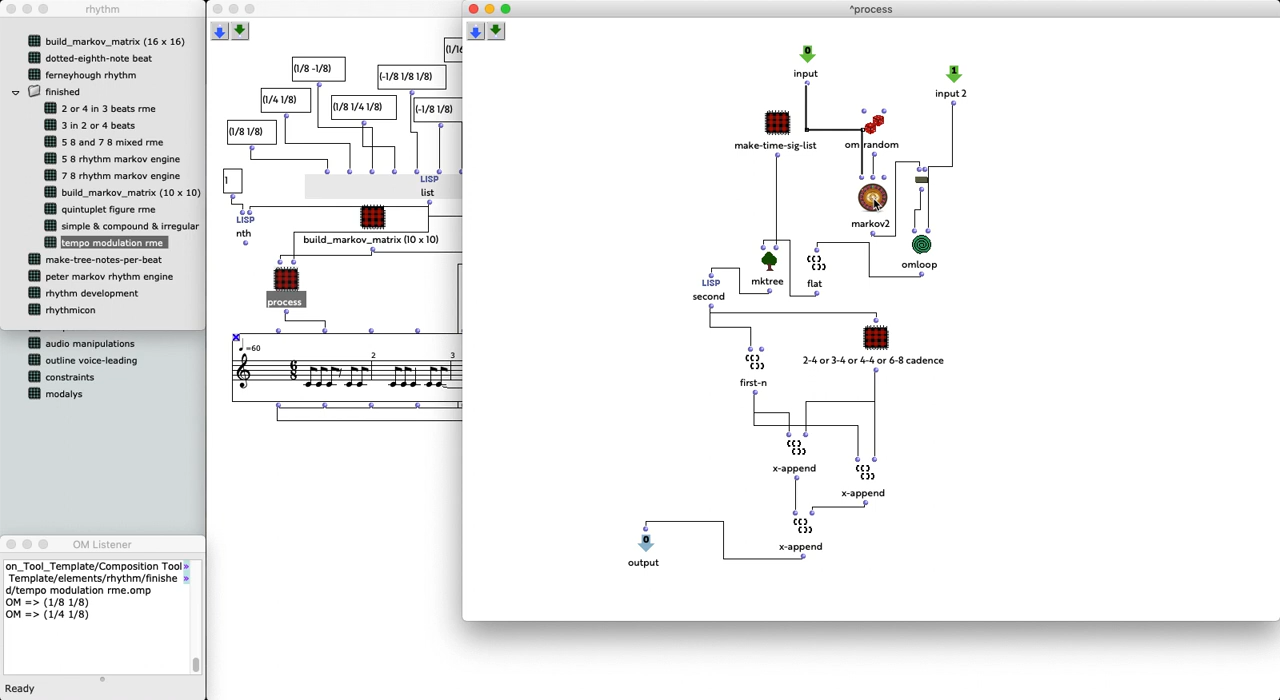 rhythm
build_markov_matrix (16 x 16)
dotted-eighth-note beat
ferneyhough rhythm
finished
2 or 4 in 3 beats rme
3 in 2 or 4 beats
5 8 and 7 8 mixed rme
5 8 rhythm markov engine
7 8 rhythm markov engine
build_markov_matrix (10 x 10)
quintuplet figure rme
simple & compound & irregular
tempo modulation rme
make-tree-notes-per-beat
peter markov rhythm engine
rhythm development
rhythmicon
audio manipulations
outline voice-leading
constraints
modalys
OM Listener
on_Tool_Template/Composition Tool»
Template/elements/rhythm/finishe »
d/tempo modulation rme.omp
OM => (1/8 1/8)
OM => (1/4 1/8)
Ready
(1/16
(1/8 -1/8)
(-1/8 1/8 1/8)
(1/4 1/8)
(1/8 1/4 1/8)
(-1/8 1/8)
(1/8 1/8)
1
LISP
list
LISP
nth
build_markov_matrix (10 x 10)
process
=60
2
3
6
8
^process
0
input
1
input 2
make-time-sig-list
om random
markov2
omloop
mktree
flat
LISP
second
2-4 or 3-4 or 4-4 or 6-8 cadence
first-n
x-append
x-append
x-append
0
output